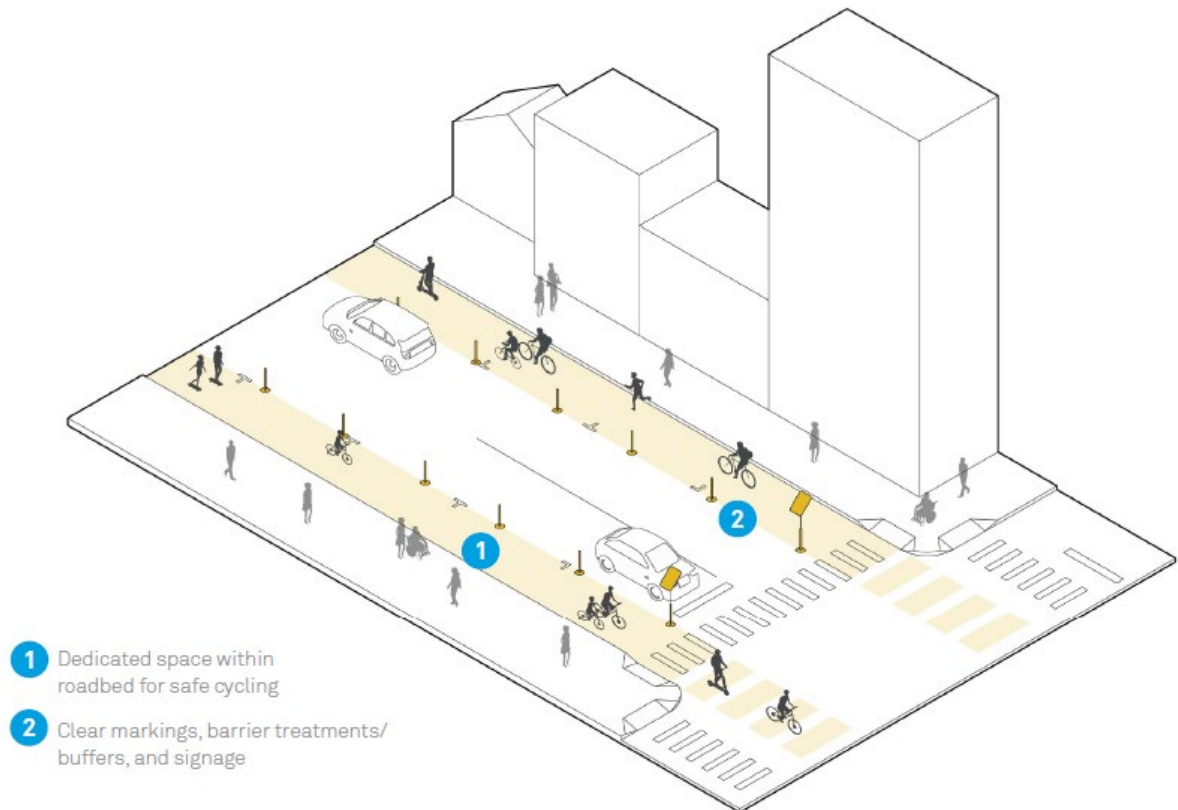 1
2
1 Dedicated space within
roadbed for safe cycling
2 Clear markings, barrier treatments/
buffers, and signage